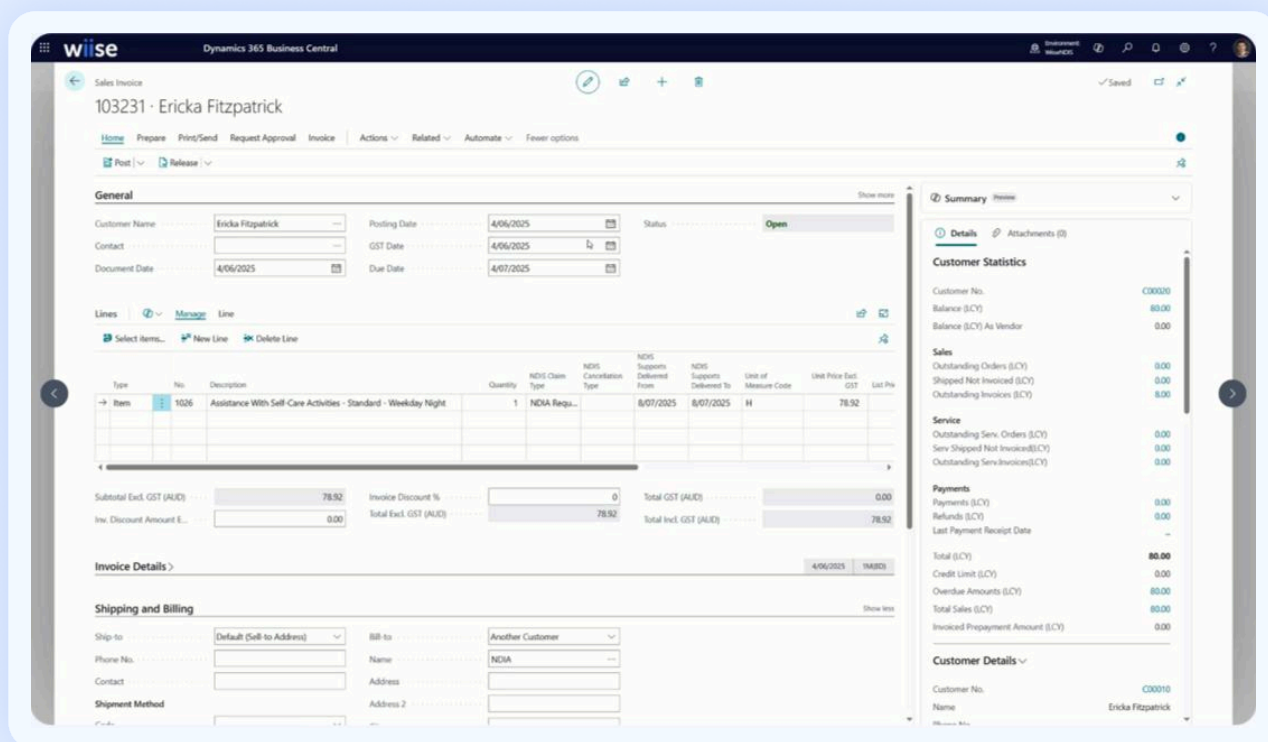 wiise Dynamics 365 Business Central Environment: WiiseNDIS ?
Sales Invoice
✓ Saved
103231 · Ericka Fitzpatrick
Home Prepare Print/Send Request Approval Invoice Actions Related Automate Fewer options
Post Release
General Show more
Customer Name Ericka Fitzpatrick Posting Date 4/06/2025 Status Open
Contact GST Date 4/06/2025
Document Date 4/06/2025 Due Date 4/07/2025
Lines Manage Line
Select items... New Line Delete Line
Type No. Description Quantity NDIS Claim Type NDIS Cancellation Type NDIS Supports Delivered From NDIS Supports Delivered To Unit of Measure Code Unit Price Excl. GST List Pri
Item 1026 Assistance With Self-Care Activities - Standard - Weekday Night 1 NDIA Requ... 8/07/2025 8/07/2025 H 78.92
Subtotal Excl. GST (AUD) 78.92 Invoice Discount % 0 Total GST (AUD) 0.00
Inv. Discount Amount E... 0.00 Total Excl. GST (AUD) 78.92 Total Incl. GST (AUD) 78.92
Invoice Details 4/06/2025 1M(8D)
Shipping and Billing Show less
Ship-to Default (Sell-to Address) Bill-to Another Customer
Phone No. Name NDIA
Contact Address
Shipment Method Address 2
Summary Preview
Details Attachments (0)
Customer Statistics
Customer No. C00020
Balance (LCY) 80.00
Balance (LCY) As Vendor 0.00
Sales
Outstanding Orders (LCY) 0.00
Shipped Not Invoiced (LCY) 0.00
Outstanding Invoices (LCY) 8.00
Service
Outstanding Serv. Orders (LCY) 0.00
Serv Shipped Not Invoiced(LCY) 0.00
Outstanding Serv.Invoices(LCY) 0.00
Payments
Payments (LCY) 0.00
Refunds (LCY) 0.00
Last Payment Receipt Date
Total (LCY) 80.00
Credit Limit (LCY) 0.00
Overdue Amounts (LCY) 80.00
Total Sales (LCY) 80.00
Invoiced Prepayment Amount (LCY) 0.00
Customer Details
Customer No. C00010
Name Ericka Fitzpatrick